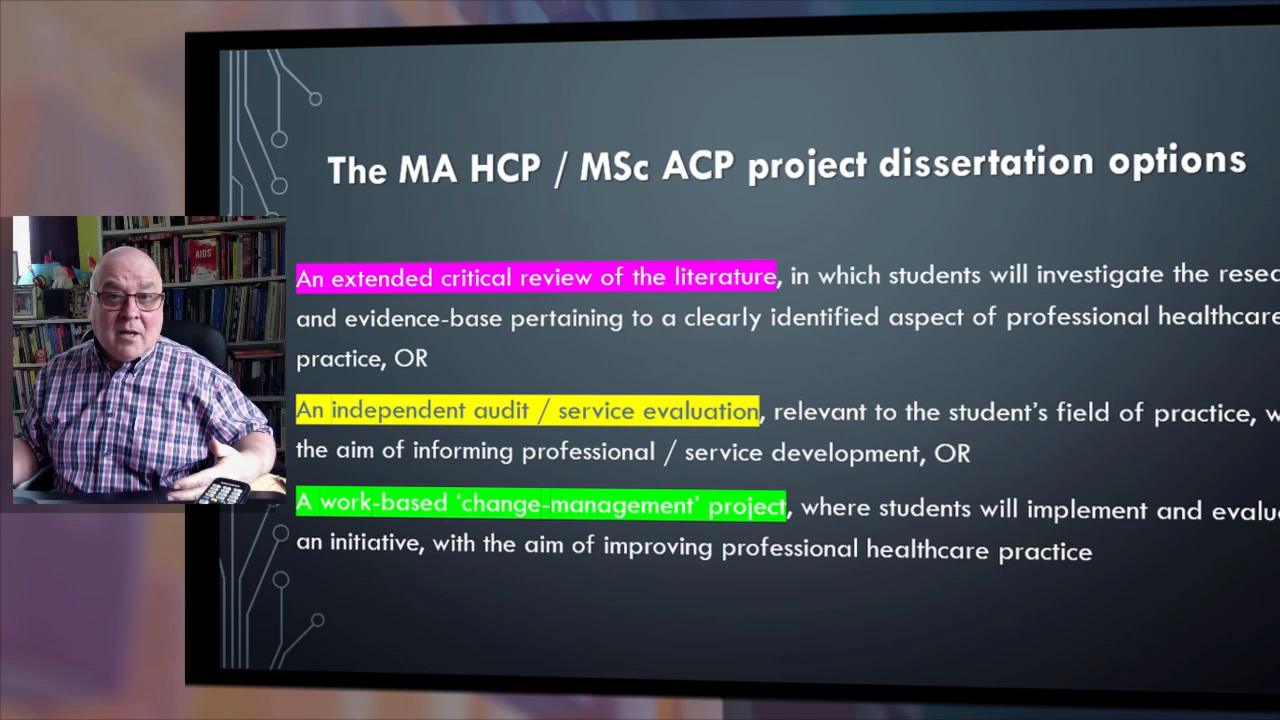 The MA HCP / MSc ACP project dissertation options
An extended critical review of the literature, in which students will investigate the
and evidence-base pertaining to a clearly identified aspect of professional healthcare
practice, OR
An independent audit / service evaluation, relevant to the student's field of practice,
the aim of informing professional / service development, OR
A work-based ‘change-management’ project, where students will implement and
an initiative, with the aim of improving professional healthcare practice
AIDS